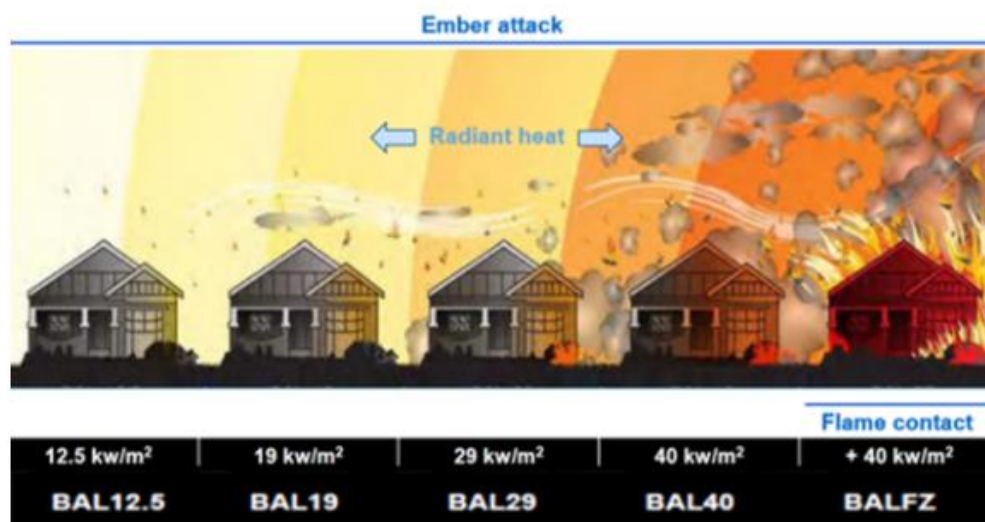 Ember attack
Radiant heat
Flame contact
12.5 kw/m² 19 kw/m² 29 kw/m² 40 kw/m² + 40 kw/m²
BAL12.5 BAL19 BAL29 BAL40 BALFZ